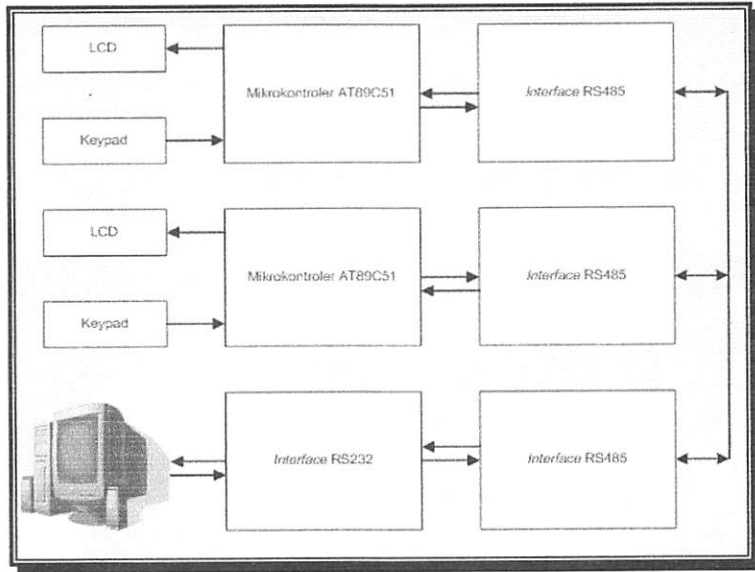 LCD
Mikrokontroler AT89C51
Interface RS485
Keypad
LCD
Mikrokontroler AT89C51
Interface RS485
Keypad
Interface RS232
Interface RS485